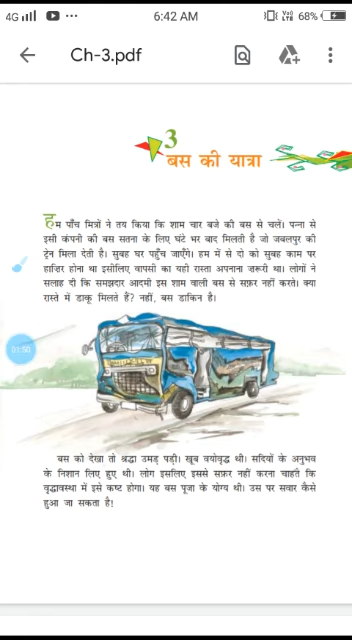 4G 6:42 AM 68%
Ch-3.pdf
3
बस की यात्रा
हम पाँच मित्रों ने तय किया कि शाम चार बजे की बस से चलें। पन्ना से
इसी कंपनी की बस सतना के लिए घंटे भर बाद मिलती है जो जबलपुर की
ट्रेन मिला देती है। सुबह घर पहुँच जाएँगे। हम में से दो को सुबह काम पर
हाज़िर होना था इसीलिए वापसी का यही रास्ता अपनाना ज़रूरी था। लोगों ने
सलाह दी कि समझदार आदमी इस शाम वाली बस से सफ़र नहीं करते। क्या
रास्ते में डाकू मिलते हैं? नहीं, बस डाकिन है।
बस को देखा तो श्रद्धा उमड़ पड़ी। खूब वयोवृद्ध थी। सदियों के अनुभव
के निशान लिए हुए थी। लोग इसलिए इससे सफ़र नहीं करना चाहते कि
वृद्धावस्था में इसे कष्ट होगा। यह बस पूजा के योग्य थी। उस पर सवार कैसे
हुआ जा सकता है!